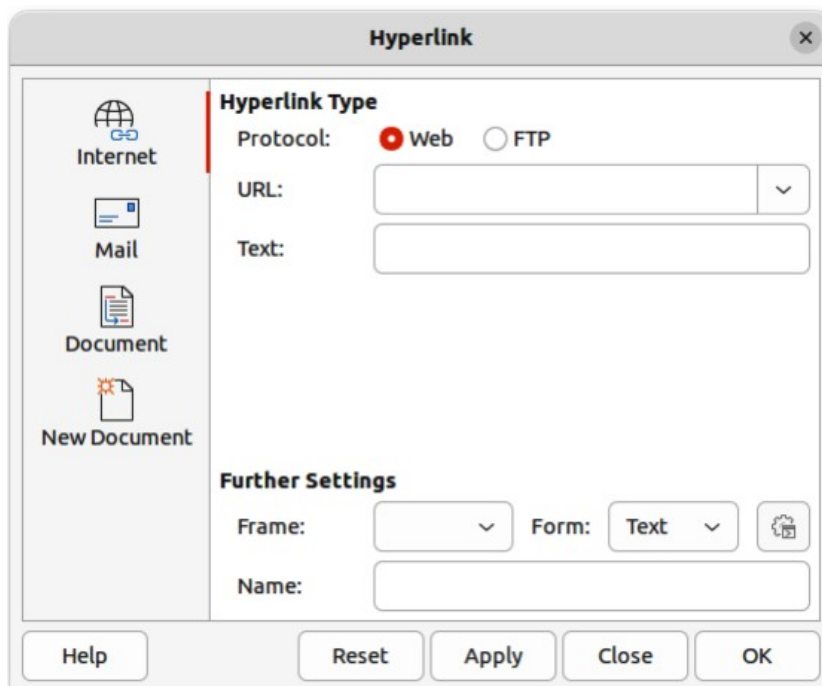 Hyperlink
Internet
Mail
Document
New Document
Hyperlink Type
Protocol: Web FTP
URL:
Text:
Further Settings
Frame: Form: Text
Name:
Help Reset Apply Close OK